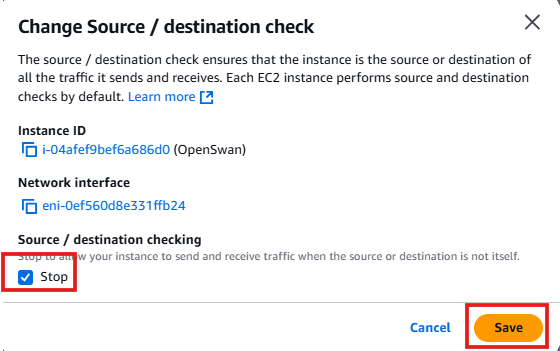 Change Source / destination check
The source / destination check ensures that the instance is the source or destination of
all the traffic it sends and receives. Each EC2 instance performs source and destination
checks by default. Learn more
Instance ID
i-04afef9bef6a686d0 (OpenSwan)
Network interface
eni-0ef560d8e331ffb24
Source / destination checking
Stop to allow your instance to send and receive traffic when the source or destination is not itself.
Stop
Cancel Save